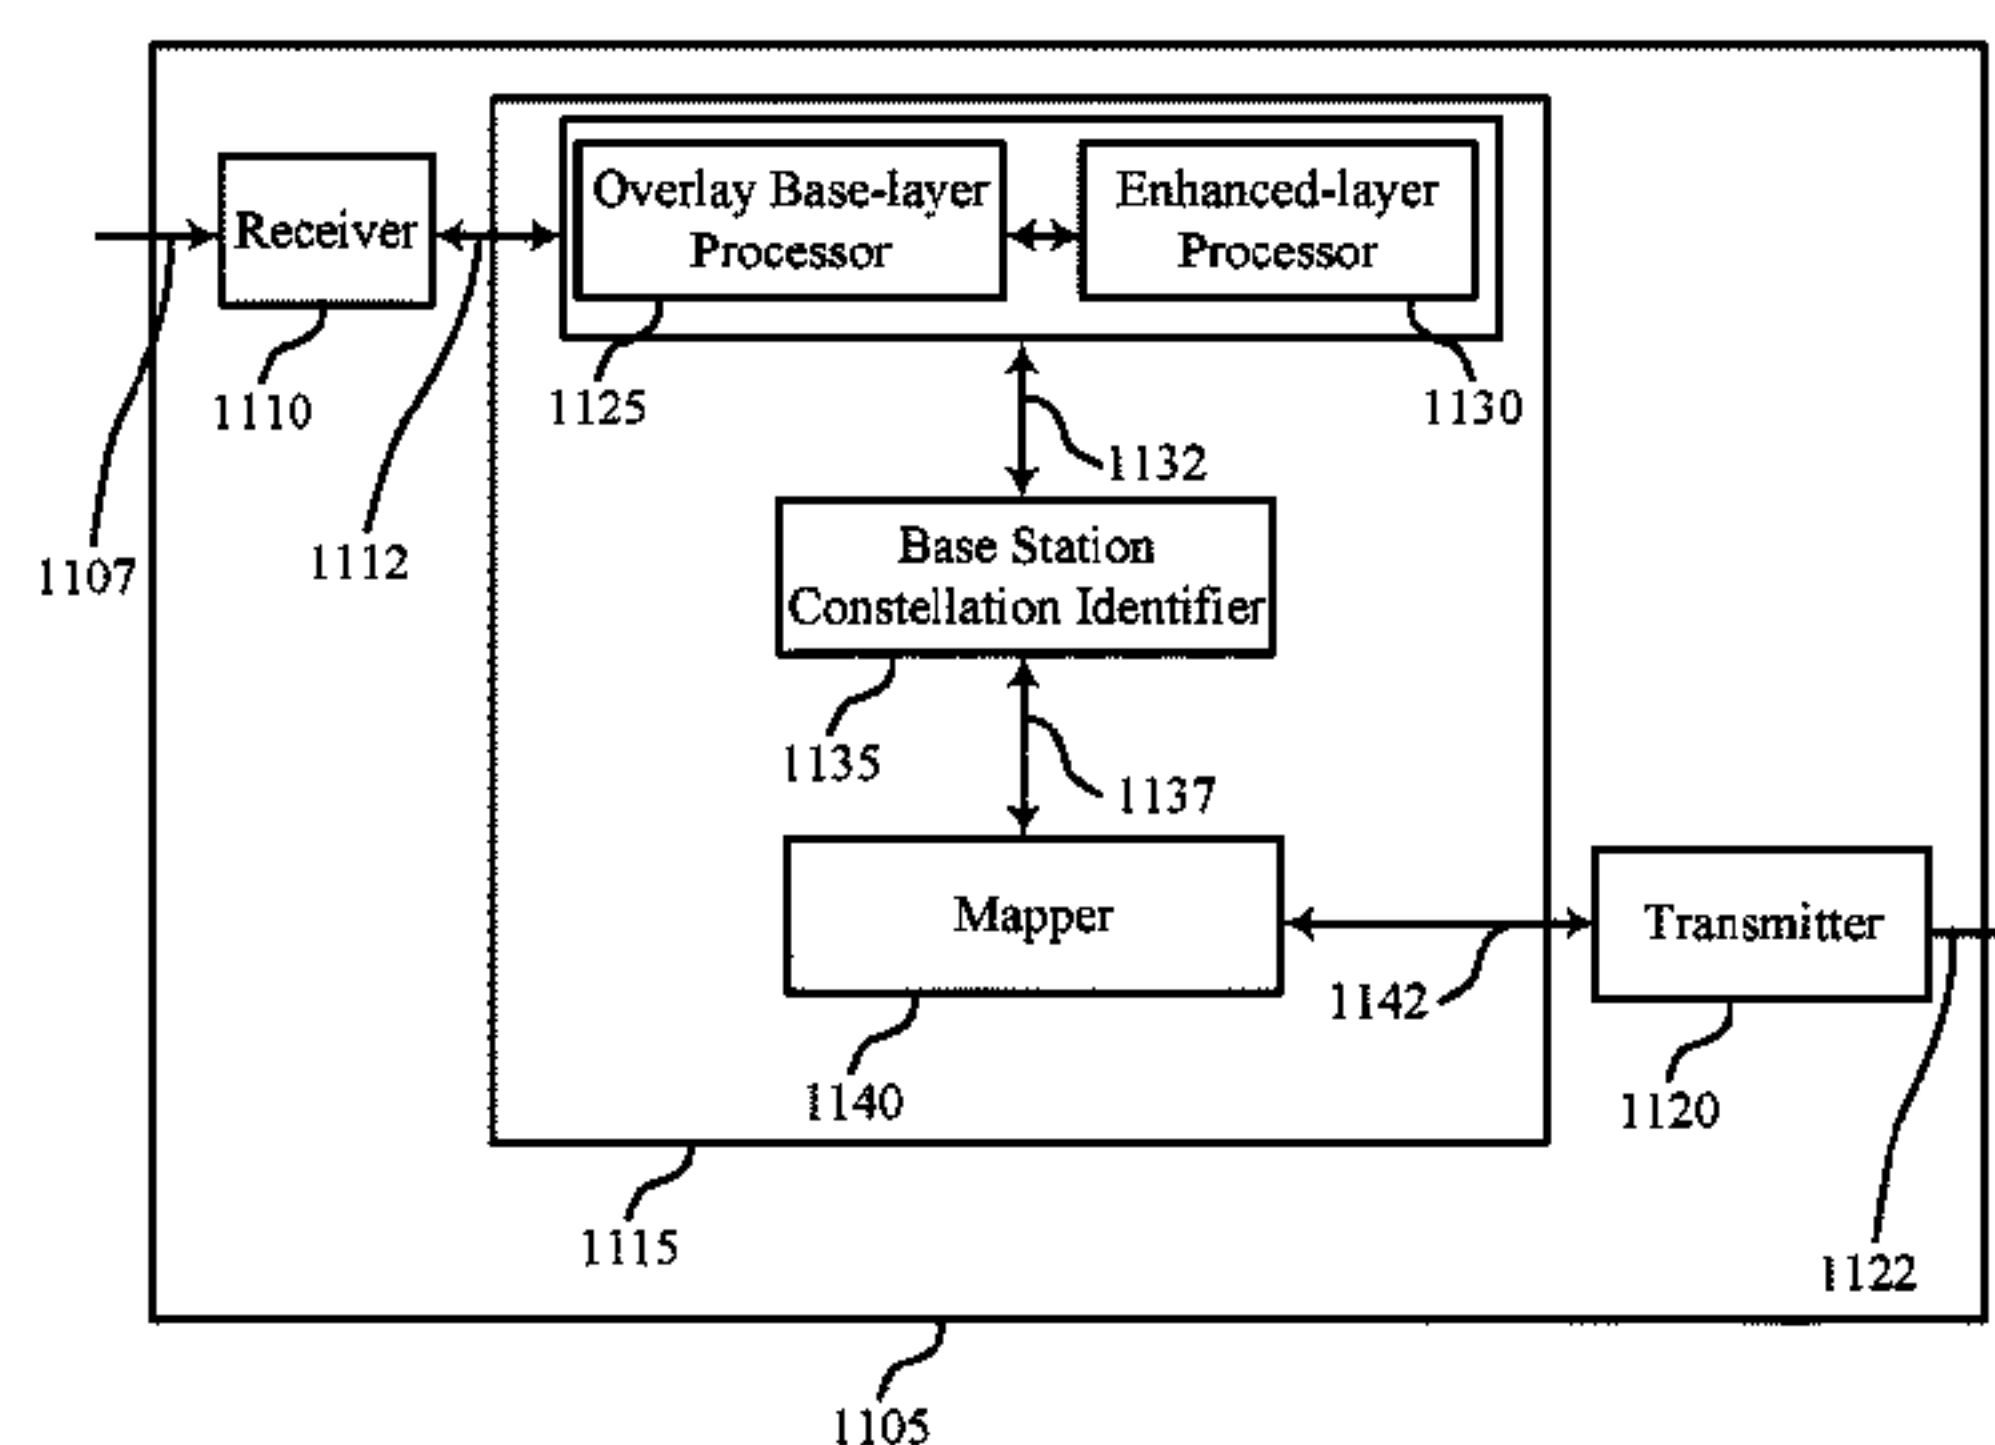 Overlay Base-layer
Processor
Enhanced-layer
Processor
Receiver
1110
1125
1130
1132
1107
1112
Base Station
Constellation Identifier
1135
1137
Mapper
Transmitter
1142
1140
1120
1115
1122
1105